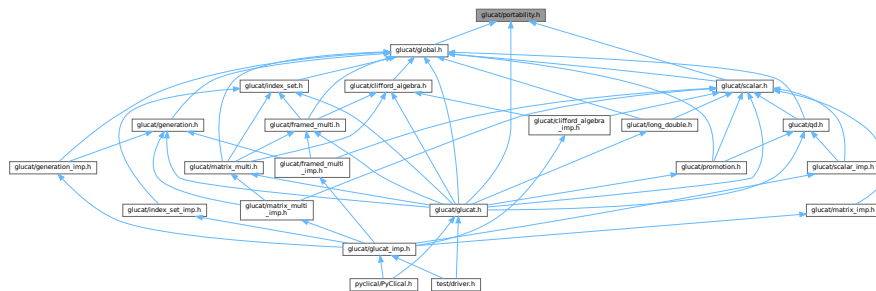 glucat/portability.h
glucat/global.h
glucat/index_set.h
glucat/clifford_algebra.h
glucat/scalar.h
glucat/generation.h
glucat/framed_multi.h
glucat/clifford_algebra
_imp.h
glucat/long_double.h
glucat/qd.h
glucat/generation_imp.h
glucat/matrix_multi.h
glucat/framed_multi
_imp.h
glucat/promotion.h
glucat/scalar_imp.h
glucat/index_set_imp.h
glucat/matrix_multi
_imp.h
glucat/glucat.h
glucat/matrix_imp.h
glucat/glucat_imp.h
pyclical/PyClical.h
test/driver.h